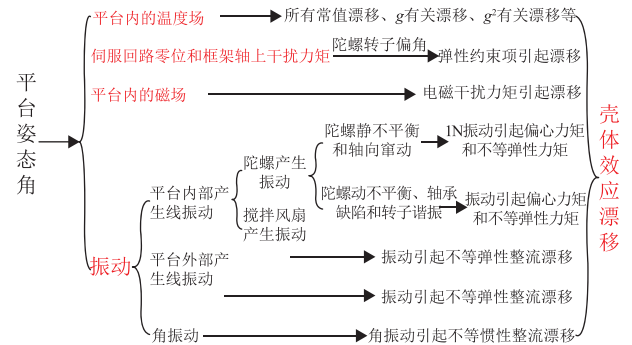 平台姿态角
平台内的温度场
所有常值漂移、g有关漂移、g²有关漂移等
伺服回路零位和框架轴上干扰力矩
陀螺转子偏角
弹性约束项引起漂移
平台内的磁场
电磁干扰力矩引起漂移
振动
平台内部产
生线振动
陀螺产生
振动
陀螺静不平衡
和轴向窜动
1N振动引起偏心力矩
和不等弹性力矩
陀螺动不平衡、轴承
缺陷和转子谐振
振动引起偏心力矩
和不等弹性力矩
搅拌风扇
产生振动
振动引起不等弹性整流漂移
平台外部产
生线振动
振动引起不等弹性整流漂移
角振动
角振动引起不等惯性整流漂移
壳体效应漂移